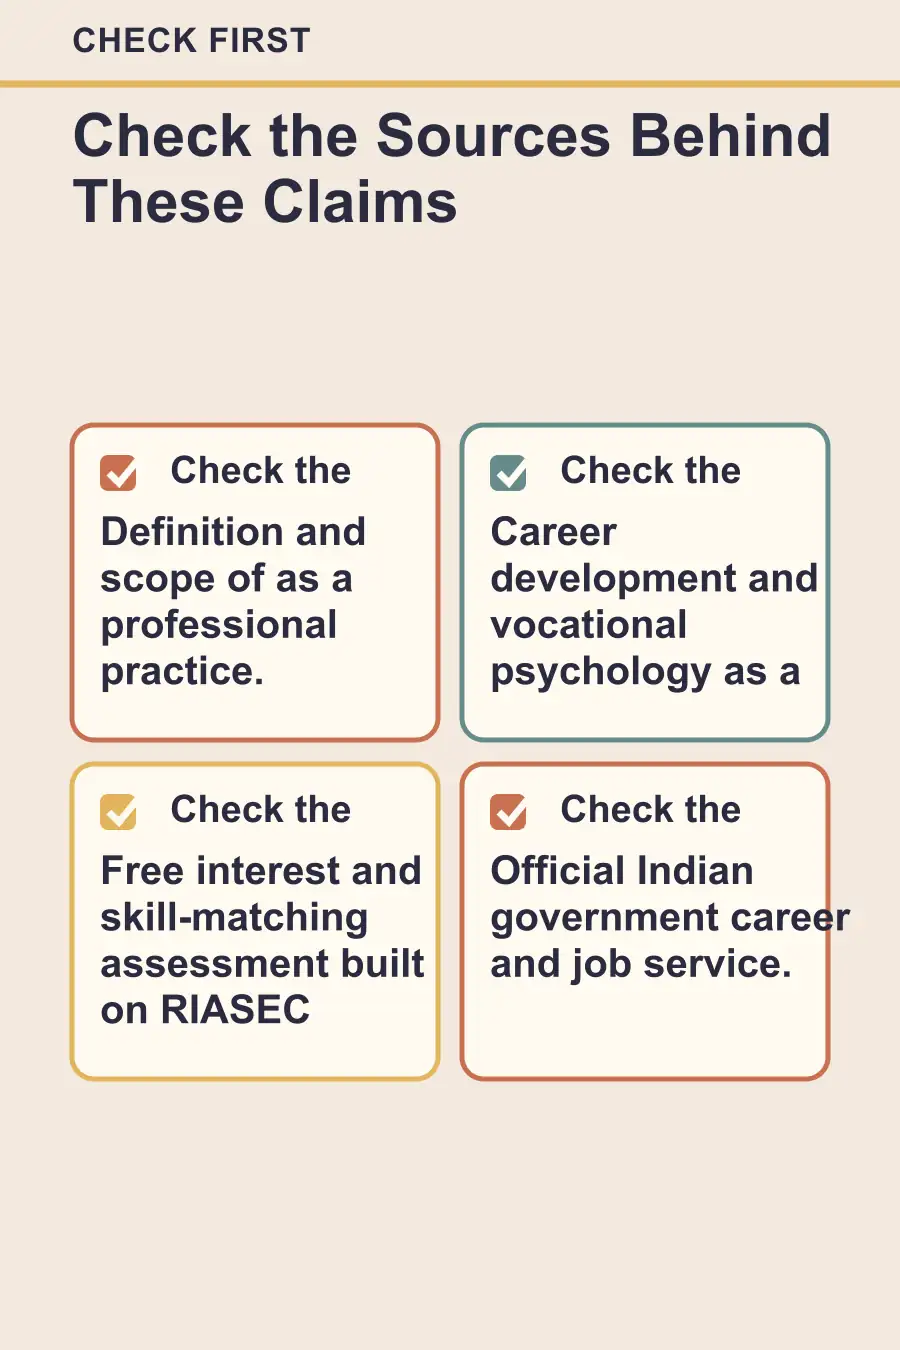 CHECK FIRST
Check the Sources Behind
These Claims
Check the
Definition and
scope of as a
professional
practice.
Check the
Career
development and
vocational
psychology as a
Check the
Free interest and
skill-matching
assessment built
on RIASEC
Check the
Official Indian
government career
and job service.